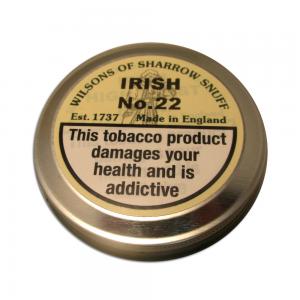 WILSONS OF SHARROW SNUFF
IRISH
No.22
Est. 1737 Made in England
This tobacco product
damages your
health and is
addictive